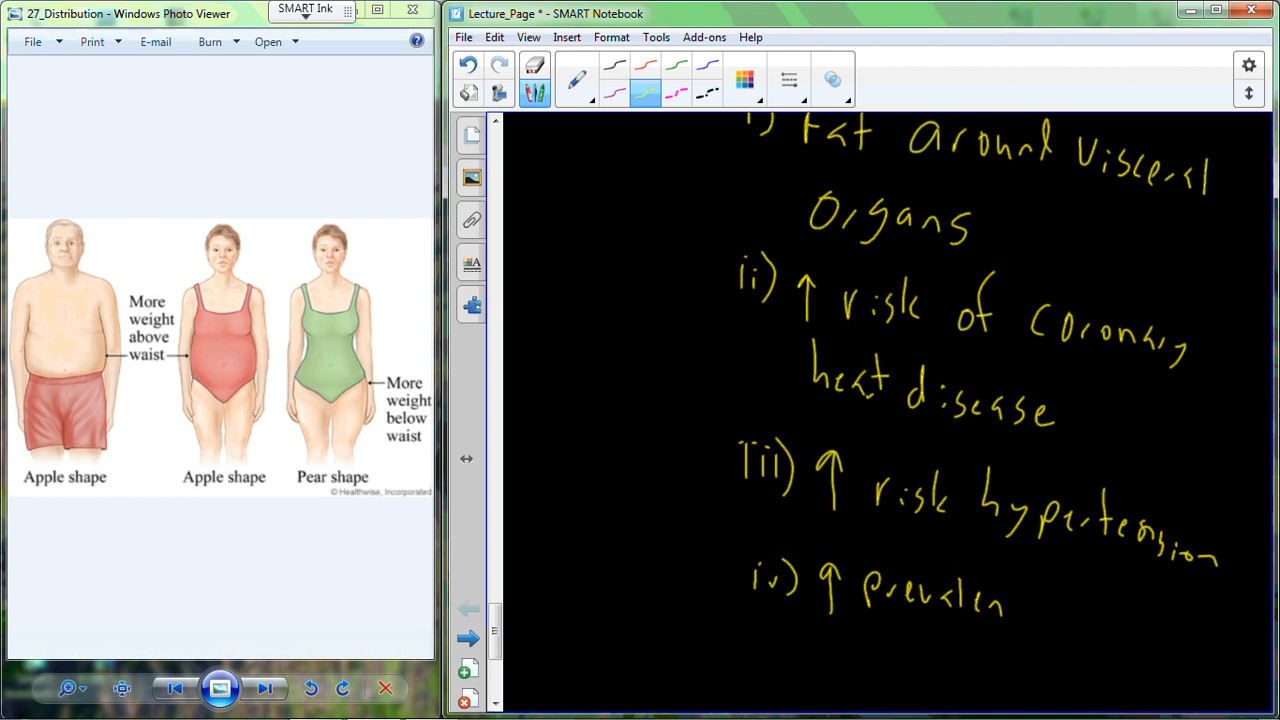 27_Distribution - Windows Photo Viewer
SMART Ink
File Print E-mail Burn Open
More
weight
above
waist
More
weight
below
waist
Apple shape Apple shape Pear shape
© Healthwise, Incorporated
Lecture_Page * - SMART Notebook
File Edit View Insert Format Tools Add-ons Help
i) Fat around visceral
organs
ii) ↑ risk of coronary
heat disease
iii) ↑ risk hypertension
iv) ↑ prevalen